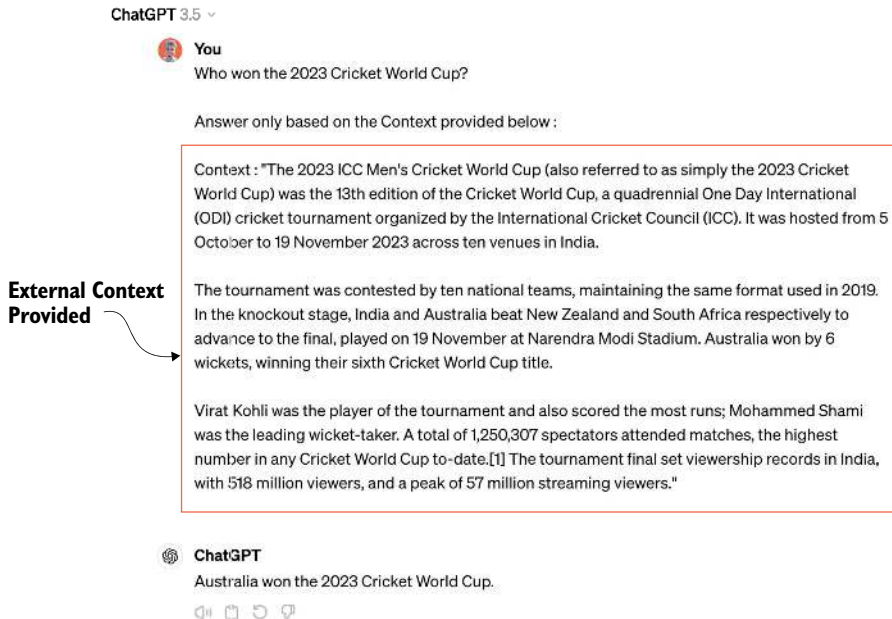 ChatGPT 3.5
You
Who won the 2023 Cricket World Cup?
Answer only based on the Context provided below :
Context : "The 2023 ICC Men's Cricket World Cup (also referred to as simply the 2023 Cricket
World Cup) was the 13th edition of the Cricket World Cup, a quadrennial One Day International
(ODI) cricket tournament organized by the International Cricket Council (ICC). It was hosted from 5
October to 19 November 2023 across ten venues in India.
External Context
Provided
The tournament was contested by ten national teams, maintaining the same format used in 2019.
In the knockout stage, India and Australia beat New Zealand and South Africa respectively to
advance to the final, played on 19 November at Narendra Modi Stadium. Australia won by 6
wickets, winning their sixth Cricket World Cup title.
Virat Kohli was the player of the tournament and also scored the most runs; Mohammed Shami
was the leading wicket-taker. A total of 1,250,307 spectators attended matches, the highest
number in any Cricket World Cup to-date.[1] The tournament final set viewership records in India,
with 518 million viewers, and a peak of 57 million streaming viewers."
ChatGPT
Australia won the 2023 Cricket World Cup.